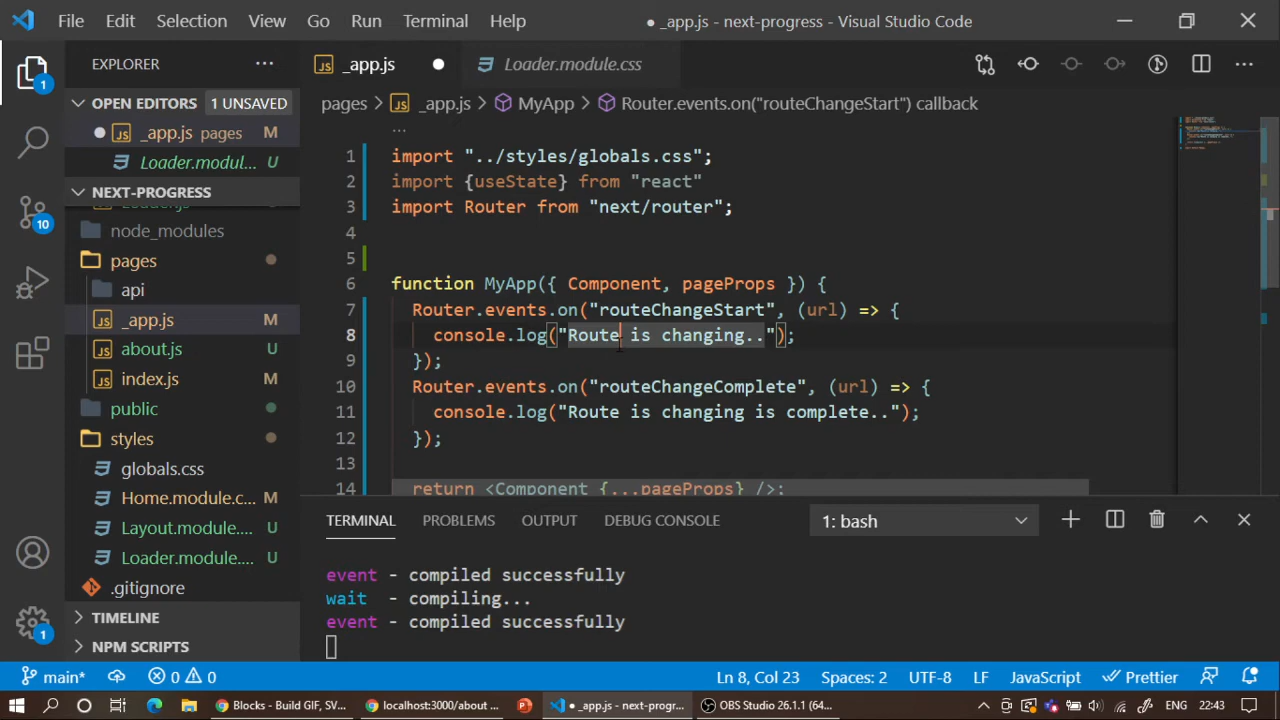 File Edit Selection View Go Run Terminal Help ● _app.js - next-progress - Visual Studio Code
EXPLORER ...
JS _app.js ●
Loader.module.css
OPEN EDITORS 1 UNSAVED
● JS _app.js pages M
Loader.modul... U
NEXT-PROGRESS
node_modules
pages
api
JS _app.js M
JS about.js U
JS index.js M
public
styles
globals.css
Home.module.c... M
Layout.module.... U
Loader.module.... U
.gitignore
TIMELINE
NPM SCRIPTS
1
10
1
pages > JS _app.js > MyApp > Router.events.on("routeChangeStart") callback
...
1 import "../styles/globals.css";
2 import {useState} from "react"
3 import Router from "next/router";
4
5
6 function MyApp({ Component, pageProps }) {
7 Router.events.on("routeChangeStart", (url) => {
8 console.log("Route is changing..");
9 });
10 Router.events.on("routeChangeComplete", (url) => {
11 console.log("Route is changing is complete..");
12 });
13
14 return <Component {...pageProps} />;
TERMINAL PROBLEMS OUTPUT DEBUG CONSOLE 1: bash
event - compiled successfully
wait - compiling...
event - compiled successfully
main* 0 0 Ln 8, Col 23 Spaces: 2 UTF-8 LF JavaScript Prettier
Blocks - Build GIF, SV... localhost:3000/about ... ● _app.js - next-progr... OBS Studio 26.1.1 (64... ENG 22:43